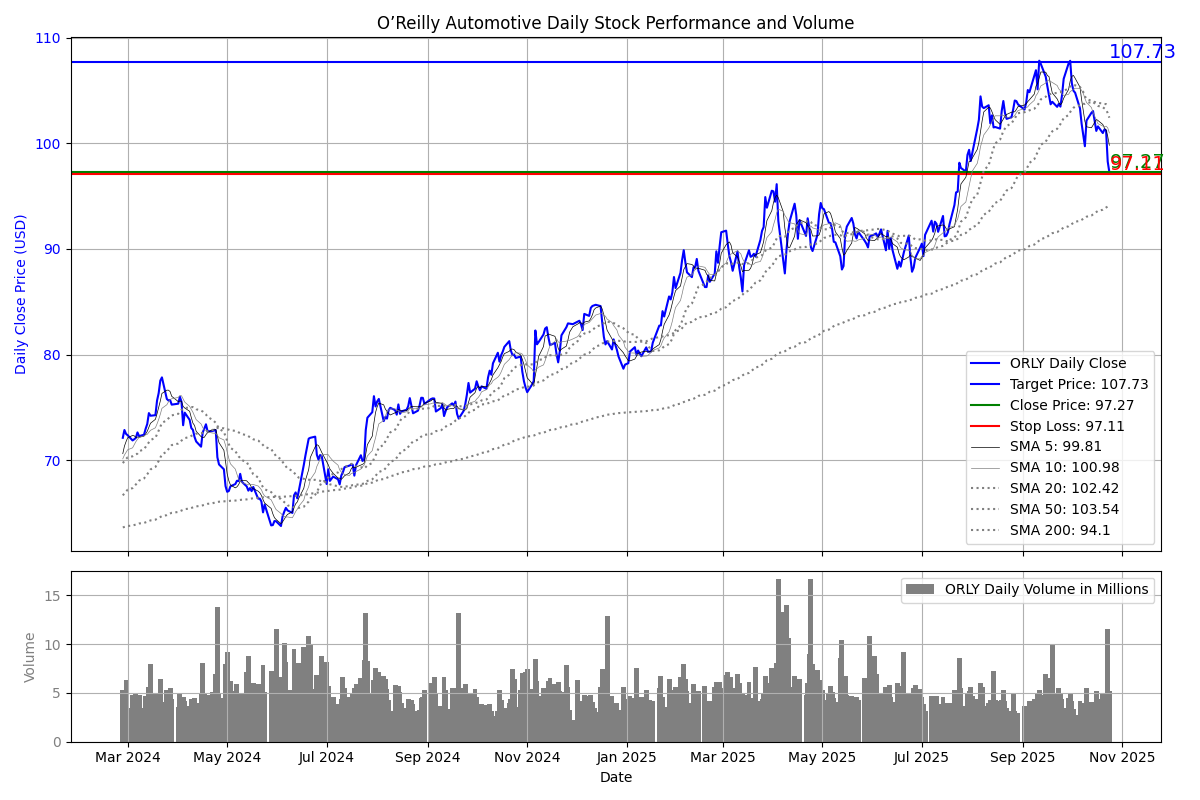 O’Reilly Automotive Daily Stock Performance and Volume
110
100
90
80
70
Daily Close Price (USD)
107.73
97.27
97.11
ORLY Daily Close
Target Price: 107.73
Close Price: 97.27
Stop Loss: 97.11
SMA 5: 99.81
SMA 10: 100.98
SMA 20: 102.42
SMA 50: 103.54
SMA 200: 94.1
15
10
5
0
Volume
ORLY Daily Volume in Millions
Mar 2024 May 2024 Jul 2024 Sep 2024 Nov 2024 Jan 2025 Mar 2025 May 2025 Jul 2025 Sep 2025 Nov 2025
Date